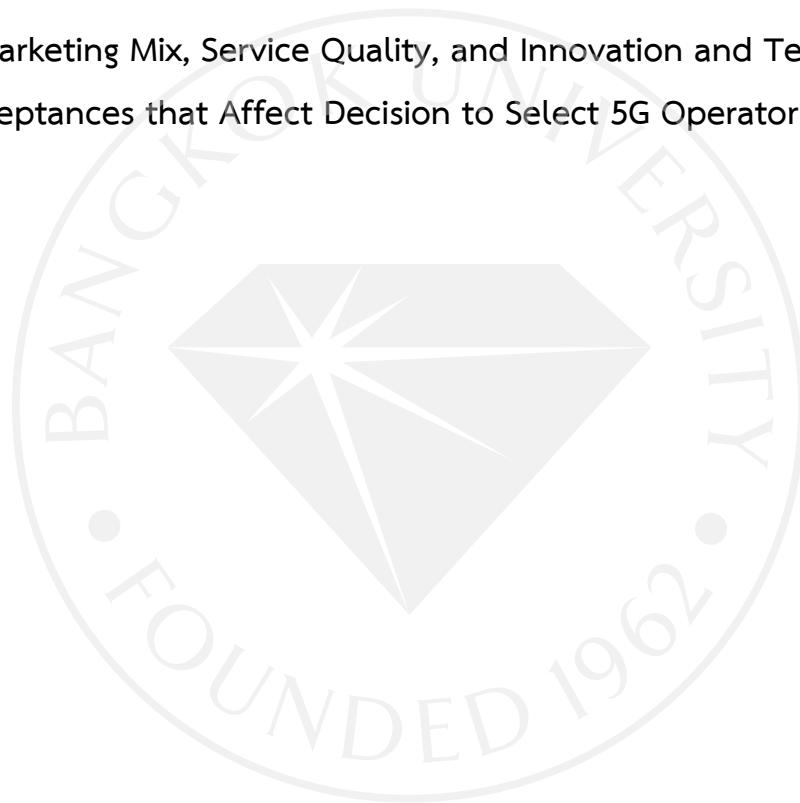 arketing Mix, Service Quality, and Innovation and Te
eptances that Affect Decision to Select 5G Operator
BANGKOK UNIVERSITY
FOUNDED 1962